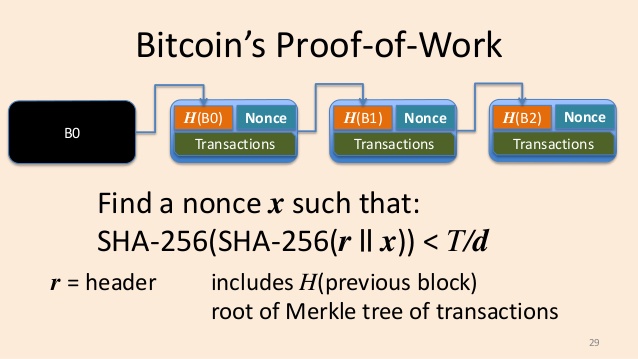 Bitcoin’s Proof-of-Work
B0
H(B0) Nonce
Transactions
H(B1) Nonce
Transactions
H(B2) Nonce
Transactions
Find a nonce x such that:
SHA-256(SHA-256(r ll x)) < T/d
r = header includes H(previous block)
root of Merkle tree of transactions
29